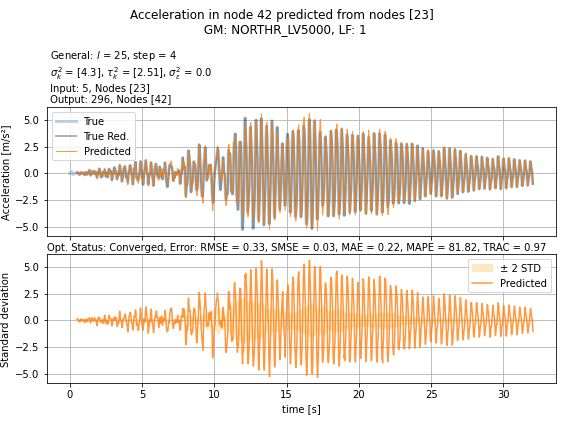 Acceleration in node 42 predicted from nodes [23]
GM: NORTHR_LV5000, LF: 1
General: l = 25, step = 4
σ²ₖ = [4.3], τ²ₖ = [2.51], σ²ε = 0.0
Input: 5, Nodes [23]
Output: 296, Nodes [42]
True
True Red.
Predicted
Acceleration [m/s²]
5.0
2.5
0.0
−2.5
−5.0
Opt. Status: Converged, Error: RMSE = 0.33, SMSE = 0.03, MAE = 0.22, MAPE = 81.82, TRAC = 0.97
± 2 STD
Predicted
Standard deviation
5.0
2.5
0.0
−2.5
−5.0
0 5 10 15 20 25 30
time [s]